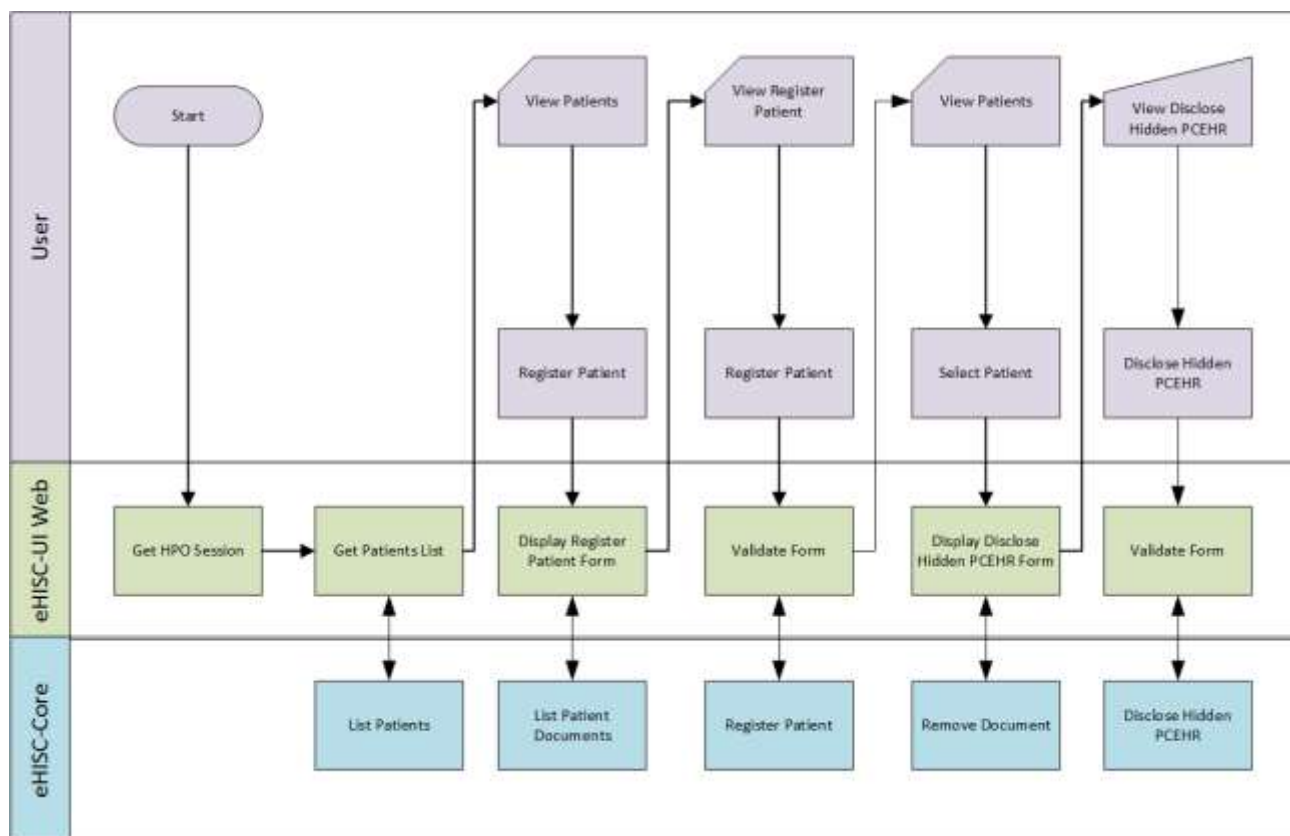 User
Start
View Patients
View Register
Patient
View Patients
View Disclose
Hidden PCEHR
Register Patient
Register Patient
Select Patient
Disclose Hidden
PCEHR
eHISC-UI Web
Get HPO Session
Get Patients List
Display Register
Patient Form
Validate Form
Display Disclose
Hidden PCEHR Form
Validate Form
eHISC-Core
List Patients
List Patient
Documents
Register Patient
Remove Document
Disclose Hidden
PCEHR